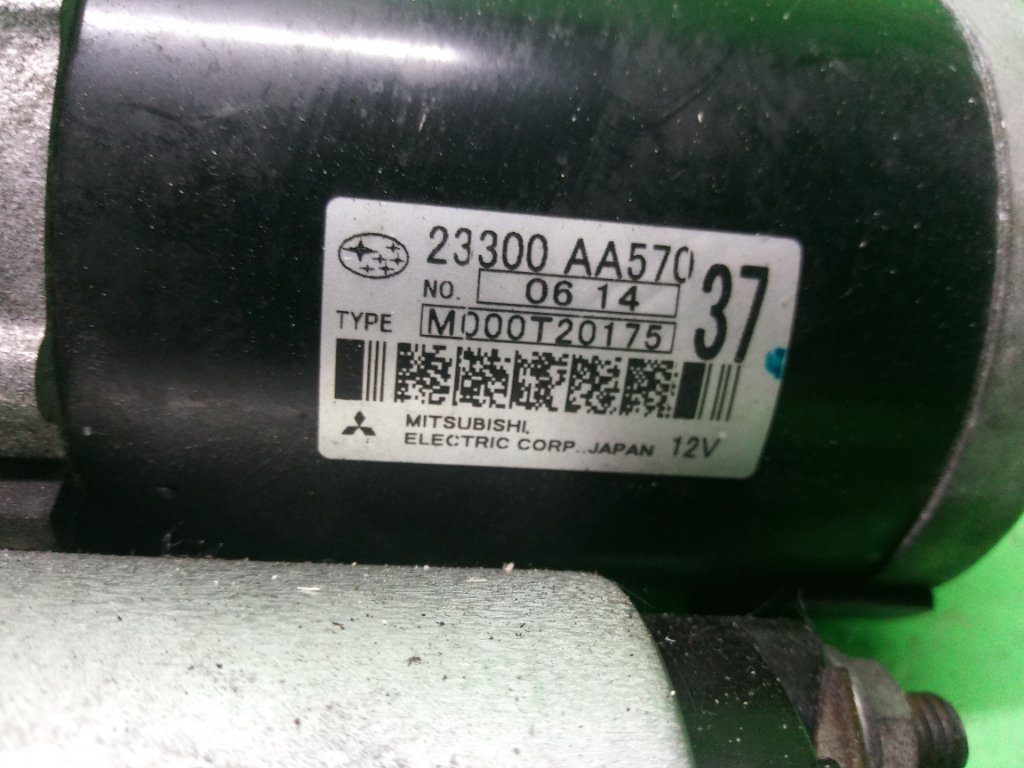 23300 AA570
37
NO. 06 14
TYPE M000T20175
MITSUBISHI
ELECTRIC CORP. JAPAN 12V